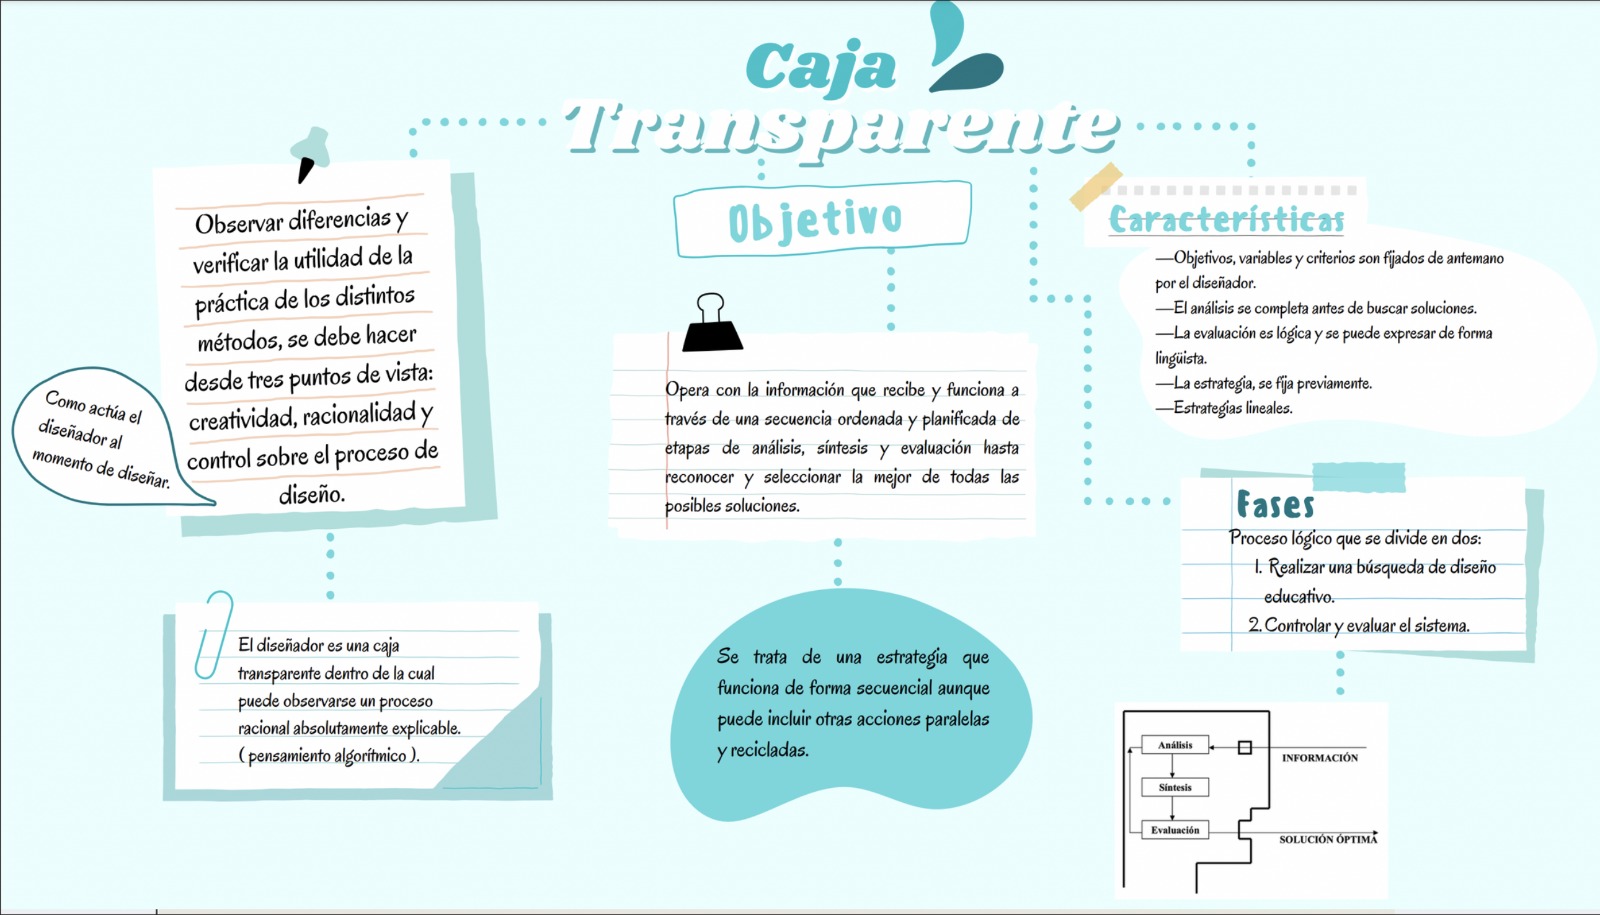 Caja
Transparente
Observar diferencias y
verificar la utilidad de la
práctica de los distintos
métodos, se debe hacer
desde tres puntos de vista:
creatividad, racionalidad y
control sobre el proceso de
diseño.
Como actúa el
diseñador al
momento de diseñar.
El diseñador es una caja
transparente dentro de la cual
puede observarse un proceso
racional absolutamente explicable.
( pensamiento algorítmico ).
Objetivo
Opera con la información que recibe y funciona a
través de una secuencia ordenada y planificada de
etapas de análisis, síntesis y evaluación hasta
reconocer y seleccionar la mejor de todas las
posibles soluciones.
Se trata de una estrategia que
funciona de forma secuencial aunque
puede incluir otras acciones paralelas
y recicladas.
Características
—Objetivos, variables y criterios son fijados de antemano
por el diseñador.
—El análisis se completa antes de buscar soluciones.
—La evaluación es lógica y se puede expresar de forma
lingüista.
—La estrategia, se fija previamente.
—Estrategias lineales.
Fases
Proceso lógico que se divide en dos:
1. Realizar una búsqueda de diseño
educativo.
2. Controlar y evaluar el sistema.
Análisis
INFORMACIÓN
Síntesis
Evaluación
SOLUCIÓN ÓPTIMA